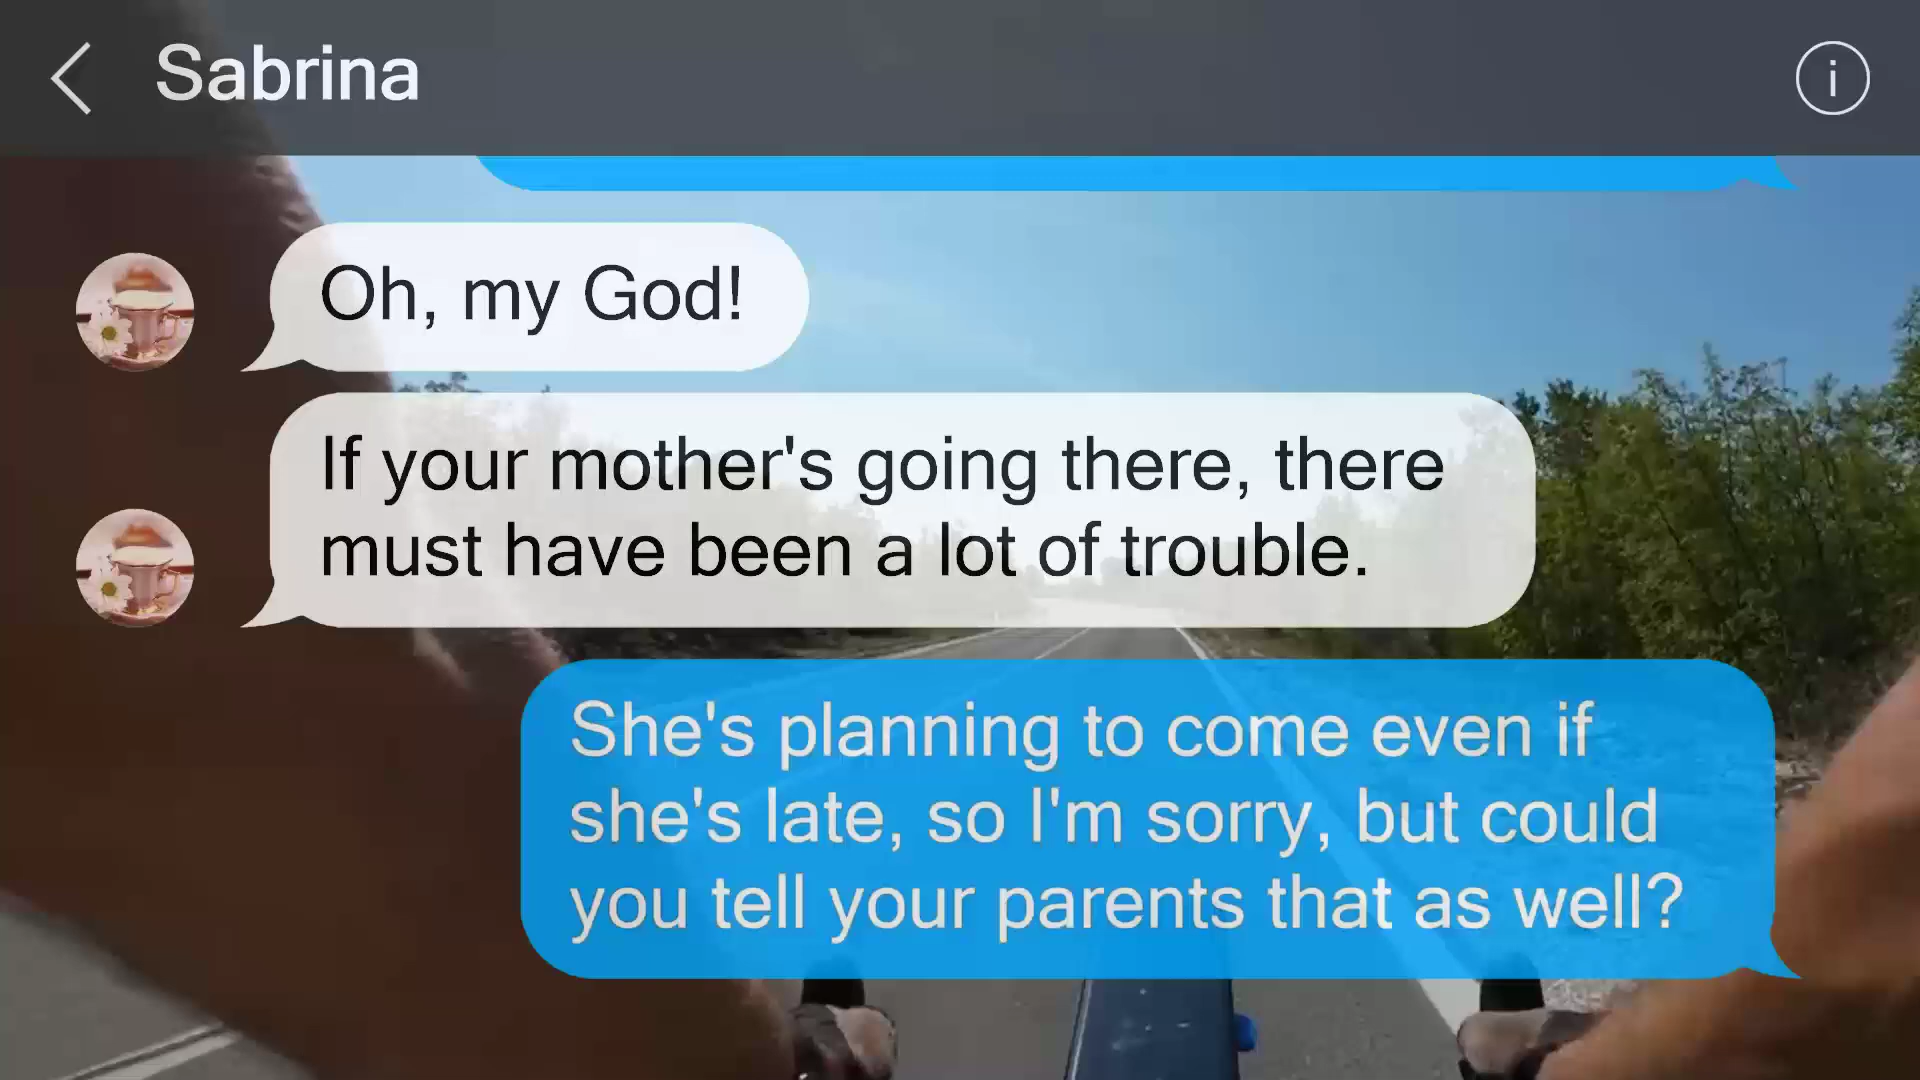 Sabrina
Oh, my God!
If your mother's going there, there
must have been a lot of trouble.
She's planning to come even if
she's late, so I'm sorry, but could
you tell your parents that as well?